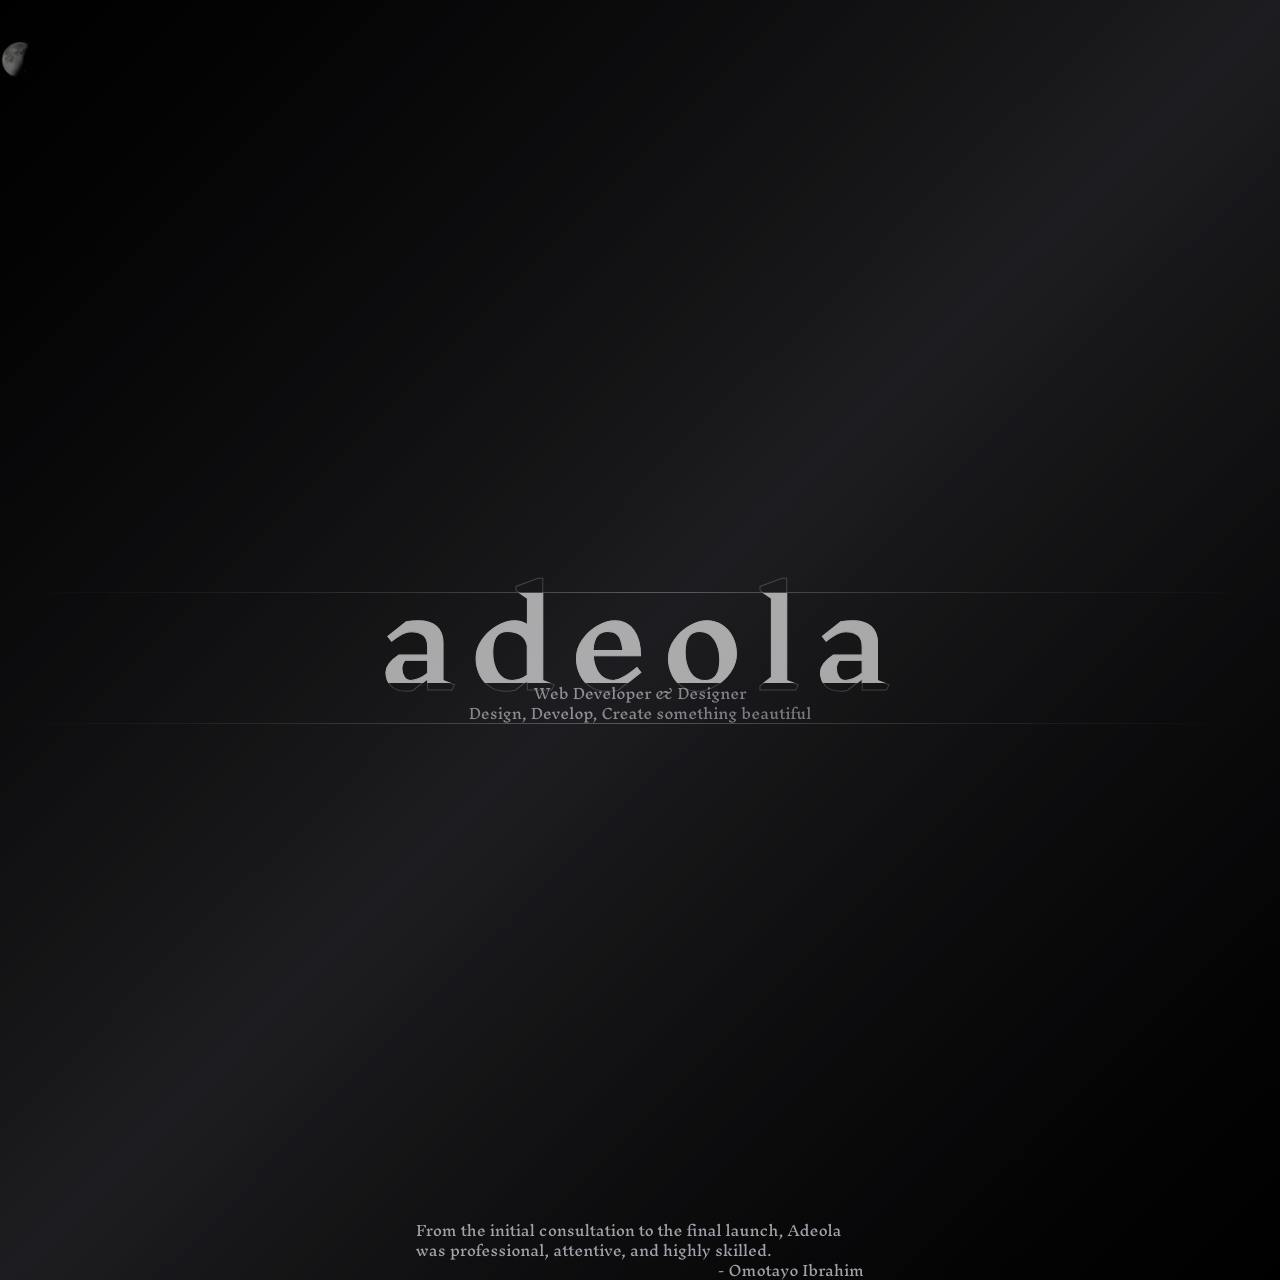 adeola
Web Developer & Designer
Design, Develop, Create something beautiful
From the initial consultation to the final launch, Adeola
was professional, attentive, and highly skilled.
- Omotayo Ibrahim